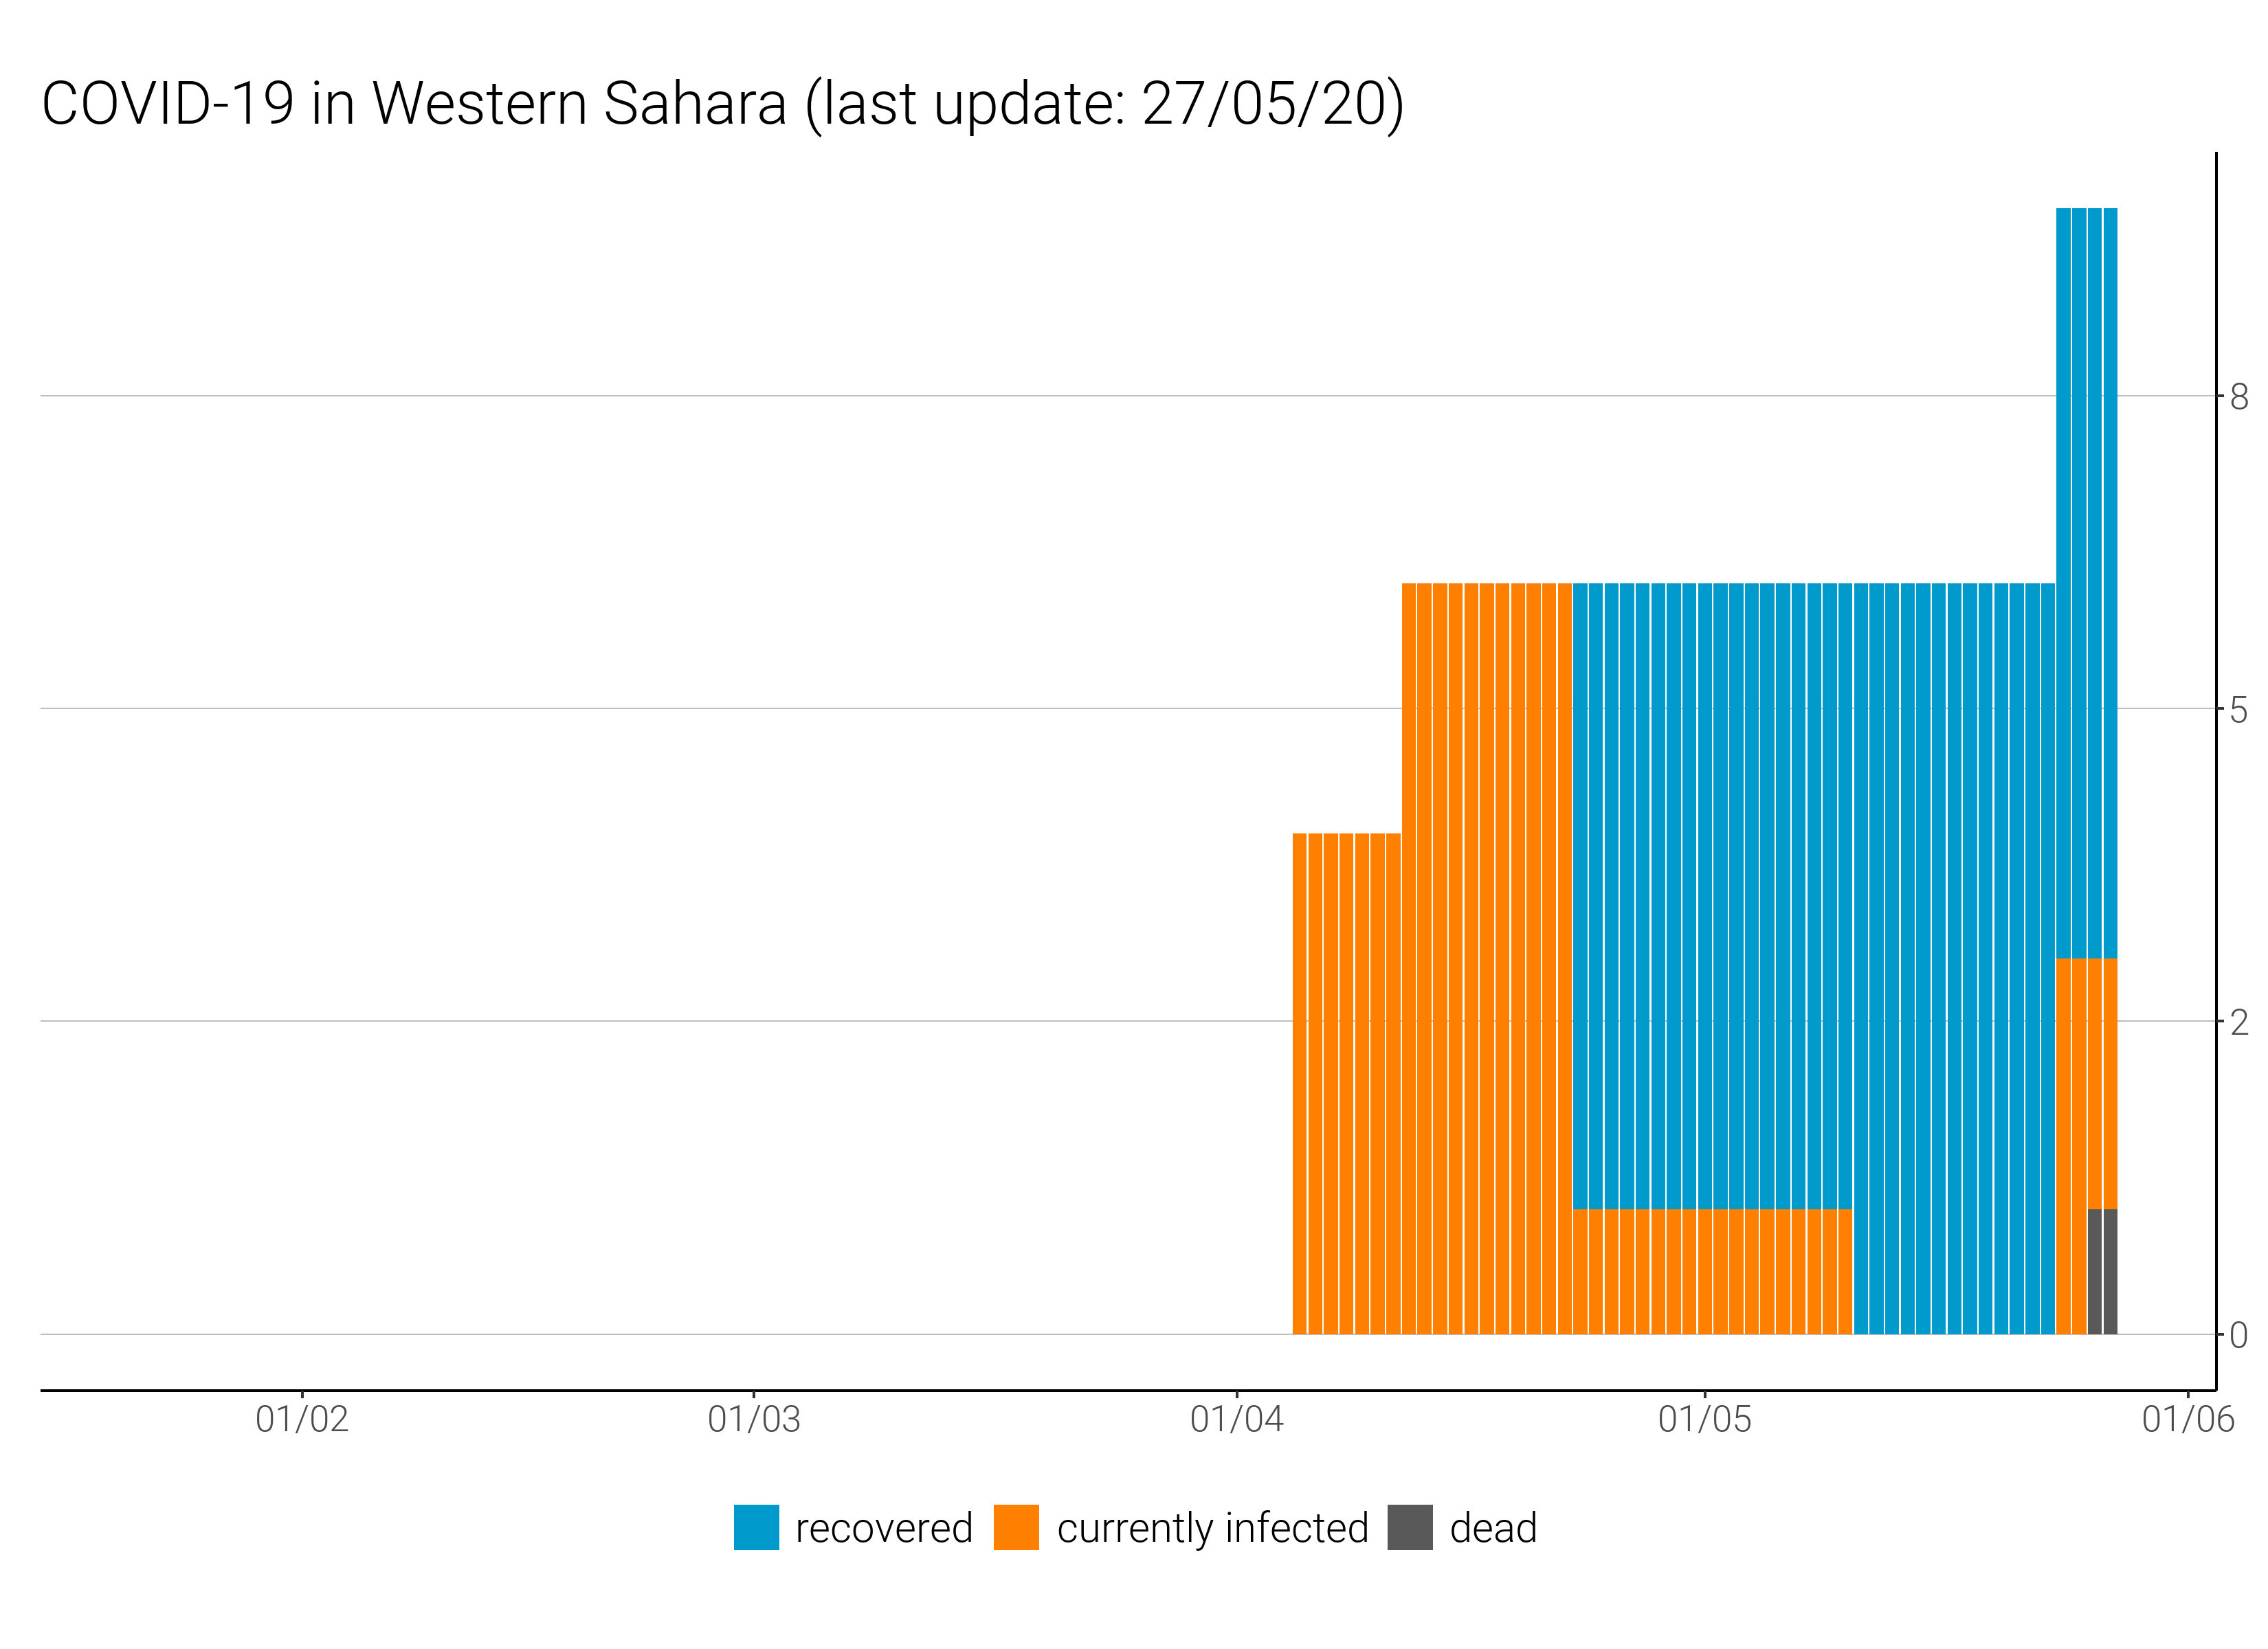 COVID-19 in Western Sahara (last update: 27/05/20)
8
5
2
0
01/02 01/03 01/04 01/05 01/06
recovered currently infected dead